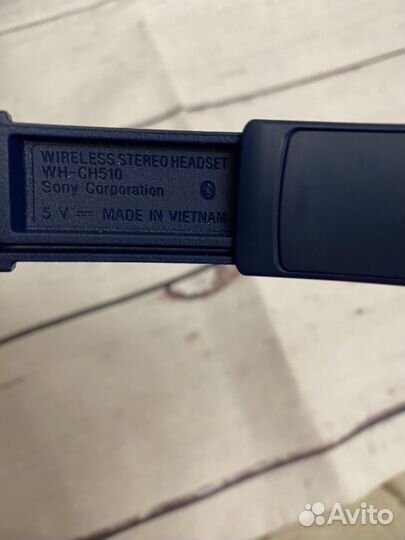 WIRELESS STEREO HEADSET
WH-CH510
Sony Corporation
5 V ⎓ MADE IN VIETNAM
Avito